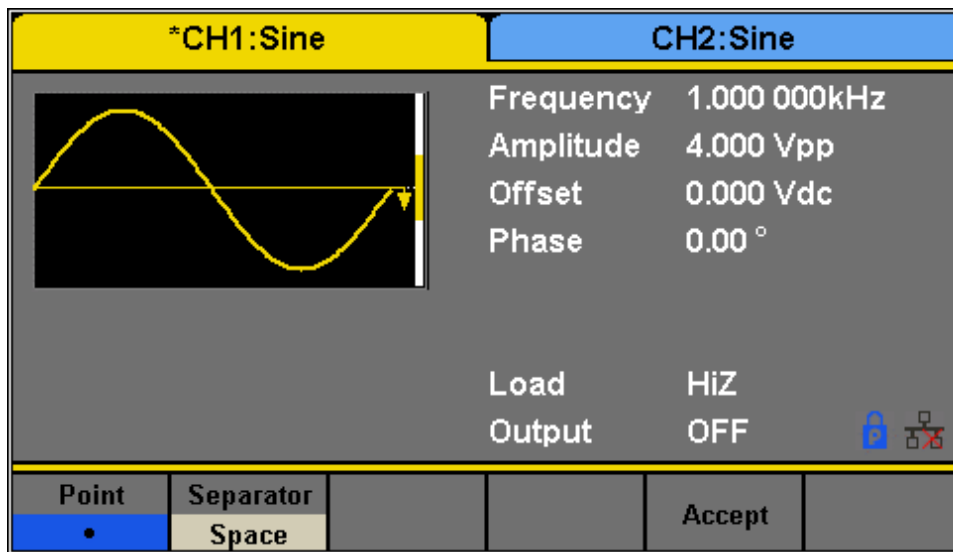 *CH1:Sine CH2:Sine
Frequency 1.000 000kHz
Amplitude 4.000 Vpp
Offset 0.000 Vdc
Phase 0.00 °
Load HiZ
Output OFF P
Point Separator
• Space Accept